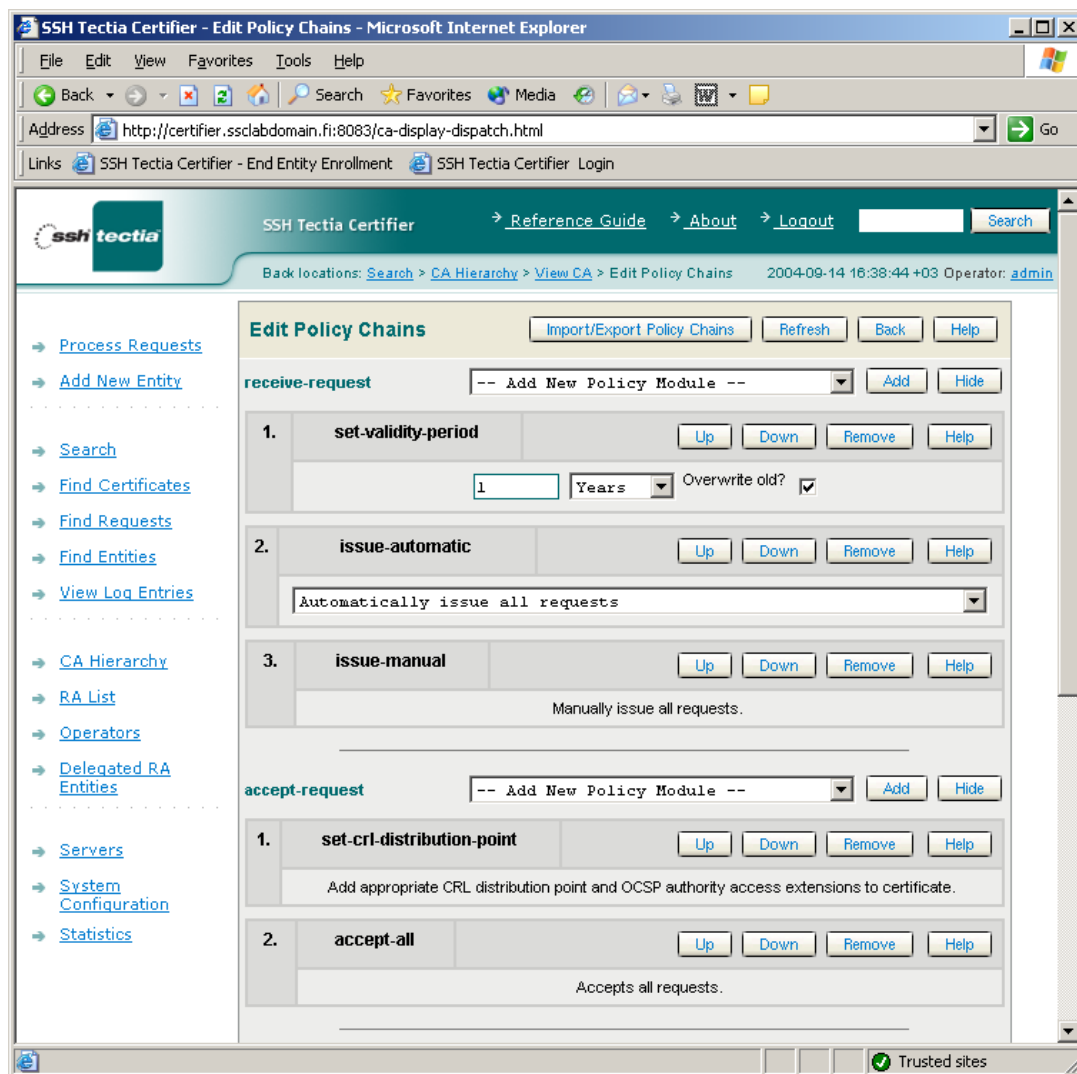 SSH Tectia Certifier - Edit Policy Chains - Microsoft Internet Explorer
File Edit View Favorites Tools Help
Back Search Favorites Media
Address http://certifier.ssclabdomain.fi:8083/ca-display-dispatch.html Go
Links SSH Tectia Certifier - End Entity Enrollment SSH Tectia Certifier Login
ssh tectia SSH Tectia Certifier Reference Guide About Logout Search
Back locations: Search > CA Hierarchy > View CA > Edit Policy Chains 2004-09-14 16:38:44 +03 Operator: admin
Process Requests
Add New Entity
Search
Find Certificates
Find Requests
Find Entities
View Log Entries
CA Hierarchy
RA List
Operators
Delegated RA
Entities
Servers
System
Configuration
Statistics
Edit Policy Chains Import/Export Policy Chains Refresh Back Help
receive-request -- Add New Policy Module -- Add Hide
1. set-validity-period Up Down Remove Help
1 Years Overwrite old?
2. issue-automatic Up Down Remove Help
Automatically issue all requests
3. issue-manual Up Down Remove Help
Manually issue all requests.
accept-request -- Add New Policy Module -- Add Hide
1. set-crl-distribution-point Up Down Remove Help
Add appropriate CRL distribution point and OCSP authority access extensions to certificate.
2. accept-all Up Down Remove Help
Accepts all requests.
Trusted sites